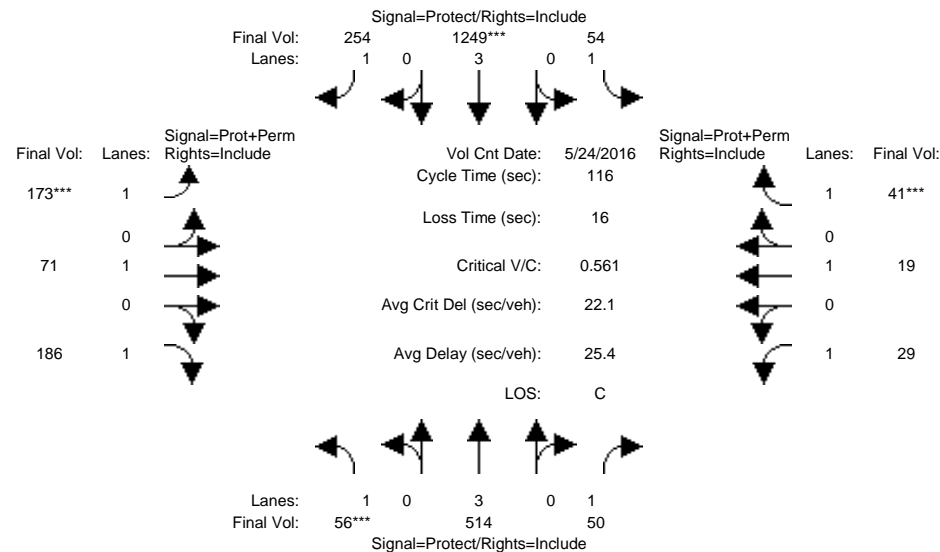 Signal=Protect/Rights=Include
Final Vol: 254 1249*** 54
Lanes: 1 0 3 0 1
Signal=Prot+Perm
Final Vol: Lanes: Rights=Include
Vol Cnt Date: 5/24/2016
Signal=Prot+Perm
Rights=Include Lanes: Final Vol:
Cycle Time (sec): 116
173*** 1
1 41***
Loss Time (sec): 16
0
0
71 1
Critical V/C: 0.561
1 19
0
Avg Crit Del (sec/veh): 22.1
0
186 1
Avg Delay (sec/veh): 25.4
1 29
LOS: C
Lanes: 1 0 3 0 1
Final Vol: 56*** 514 50
Signal=Protect/Rights=Include